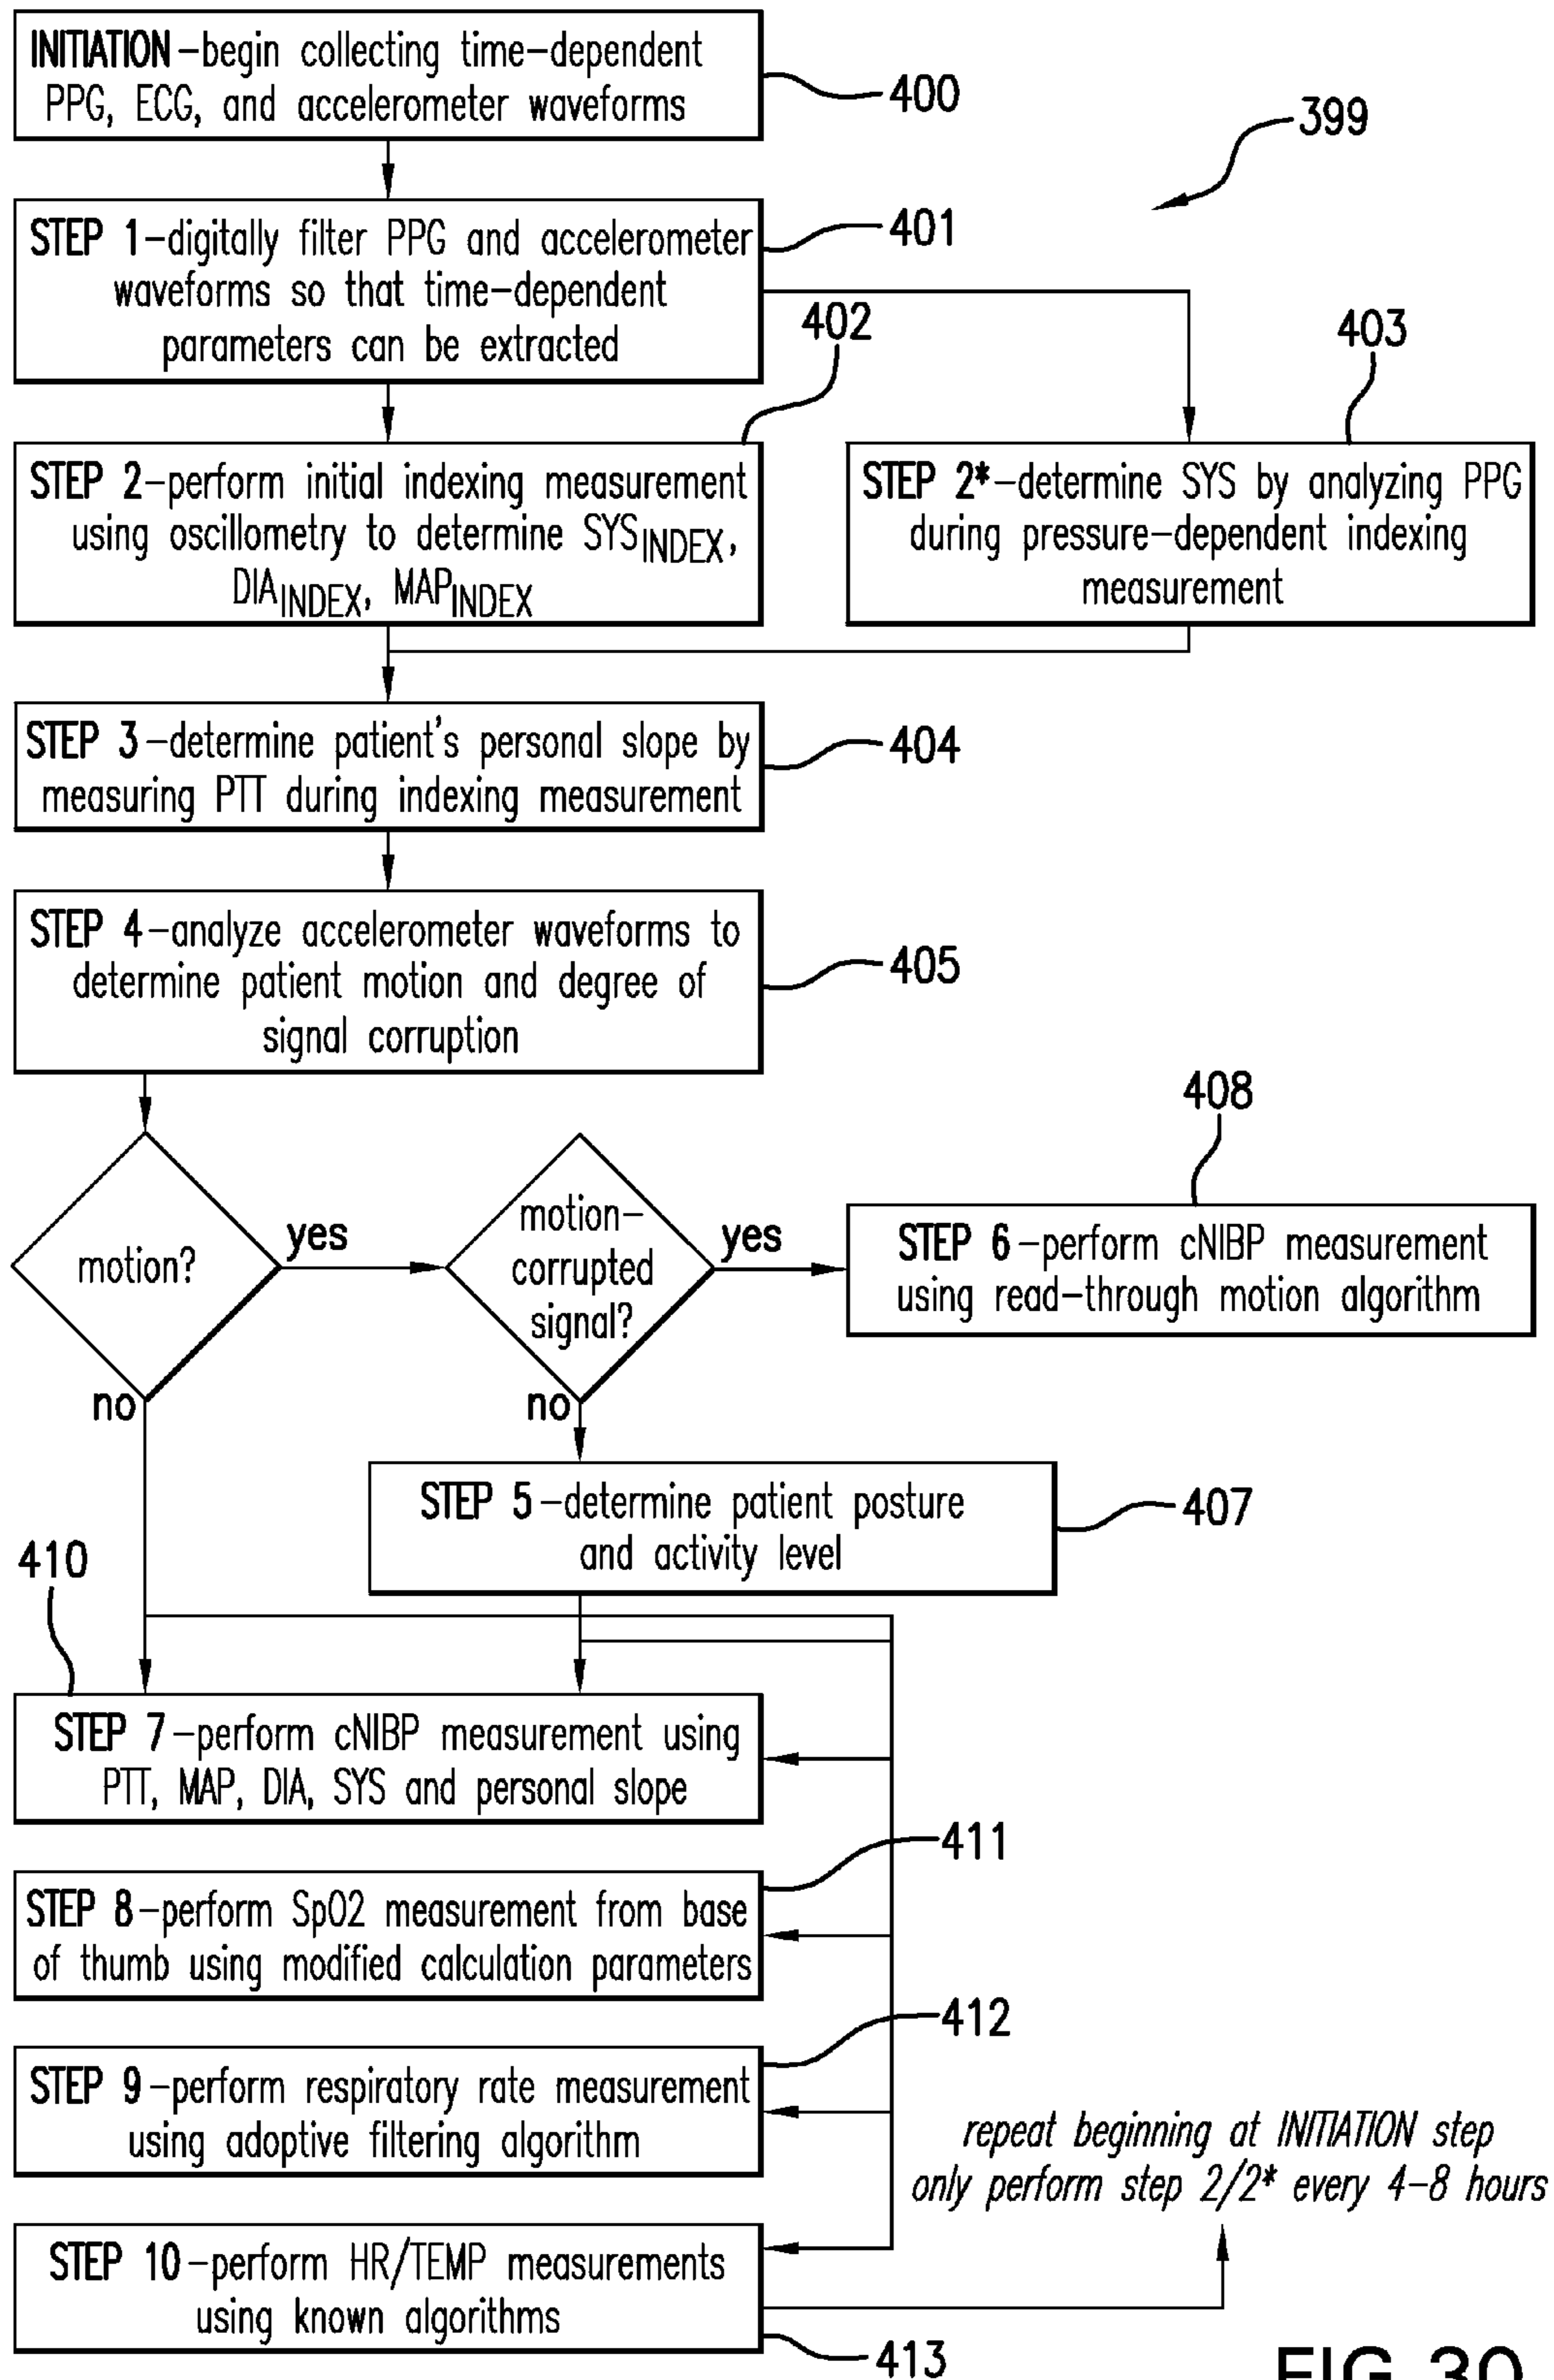 INITIATION-begin collecting time-dependent
PPG, ECG, and accelerometer waveforms
400
399
STEP 1-digitally filter PPG and accelerometer
waveforms so that time-dependent
parameters can be extracted
401
402
403
STEP 2-perform initial indexing measurement
using oscillometry to determine SYSINDEX,
DIAINDEX, MAPINDEX
STEP 2*-determine SYS by analyzing PPG
during pressure-dependent indexing
measurement
STEP 3-determine patient's personal slope by
measuring PTT during indexing measurement
404
STEP 4-analyze accelerometer waveforms to
determine patient motion and degree of
signal corruption
405
408
motion?
yes
no
motion-
corrupted
signal?
yes
no
STEP 6-perform cNIBP measurement
using read-through motion algorithm
STEP 5-determine patient posture
and activity level
407
410
STEP 7-perform cNIBP measurement using
PTT, MAP, DIA, SYS and personal slope
411
STEP 8-perform SpO2 measurement from base
of thumb using modified calculation parameters
412
STEP 9-perform respiratory rate measurement
using adoptive filtering algorithm
repeat beginning at INITIATION step
only perform step 2/2* every 4-8 hours
STEP 10-perform HR/TEMP measurements
using known algorithms
413
FIG.30